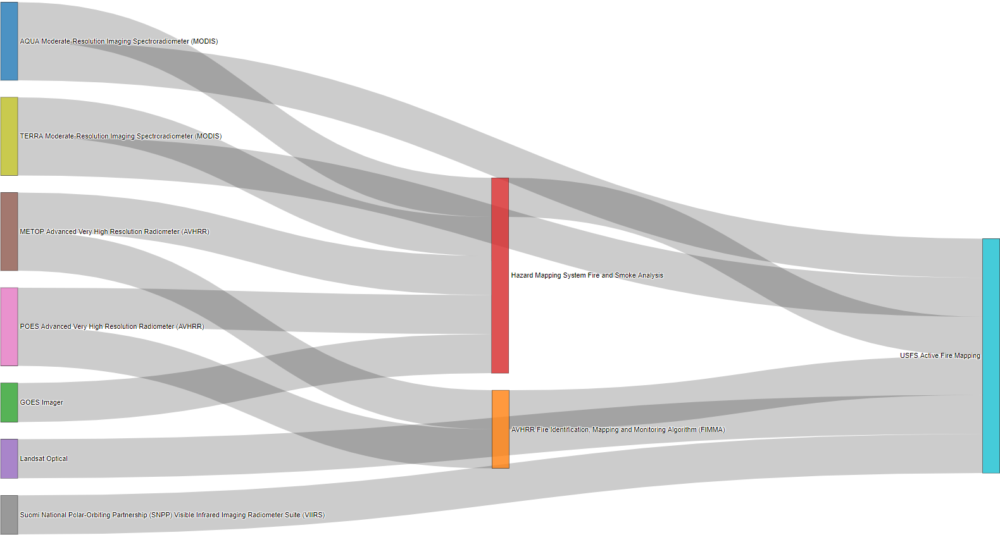 AQUA Moderate-Resolution Imaging Spectroradiometer (MODIS)
TERRA Moderate-Resolution Imaging Spectroradiometer (MODIS)
METOP Advanced Very High Resolution Radiometer (AVHRR)
POES Advanced Very High Resolution Radiometer (AVHRR)
GOES Imager
Landsat Optical
Suomi National Polar-Orbiting Partnership (SNPP) Visible Infrared Imaging Radiometer Suite (VIIRS)
Hazard Mapping System Fire and Smoke Analysis
AVHRR Fire Identification, Mapping and Monitoring Algorithm (FIMMA)
USFS Active Fire Mapping